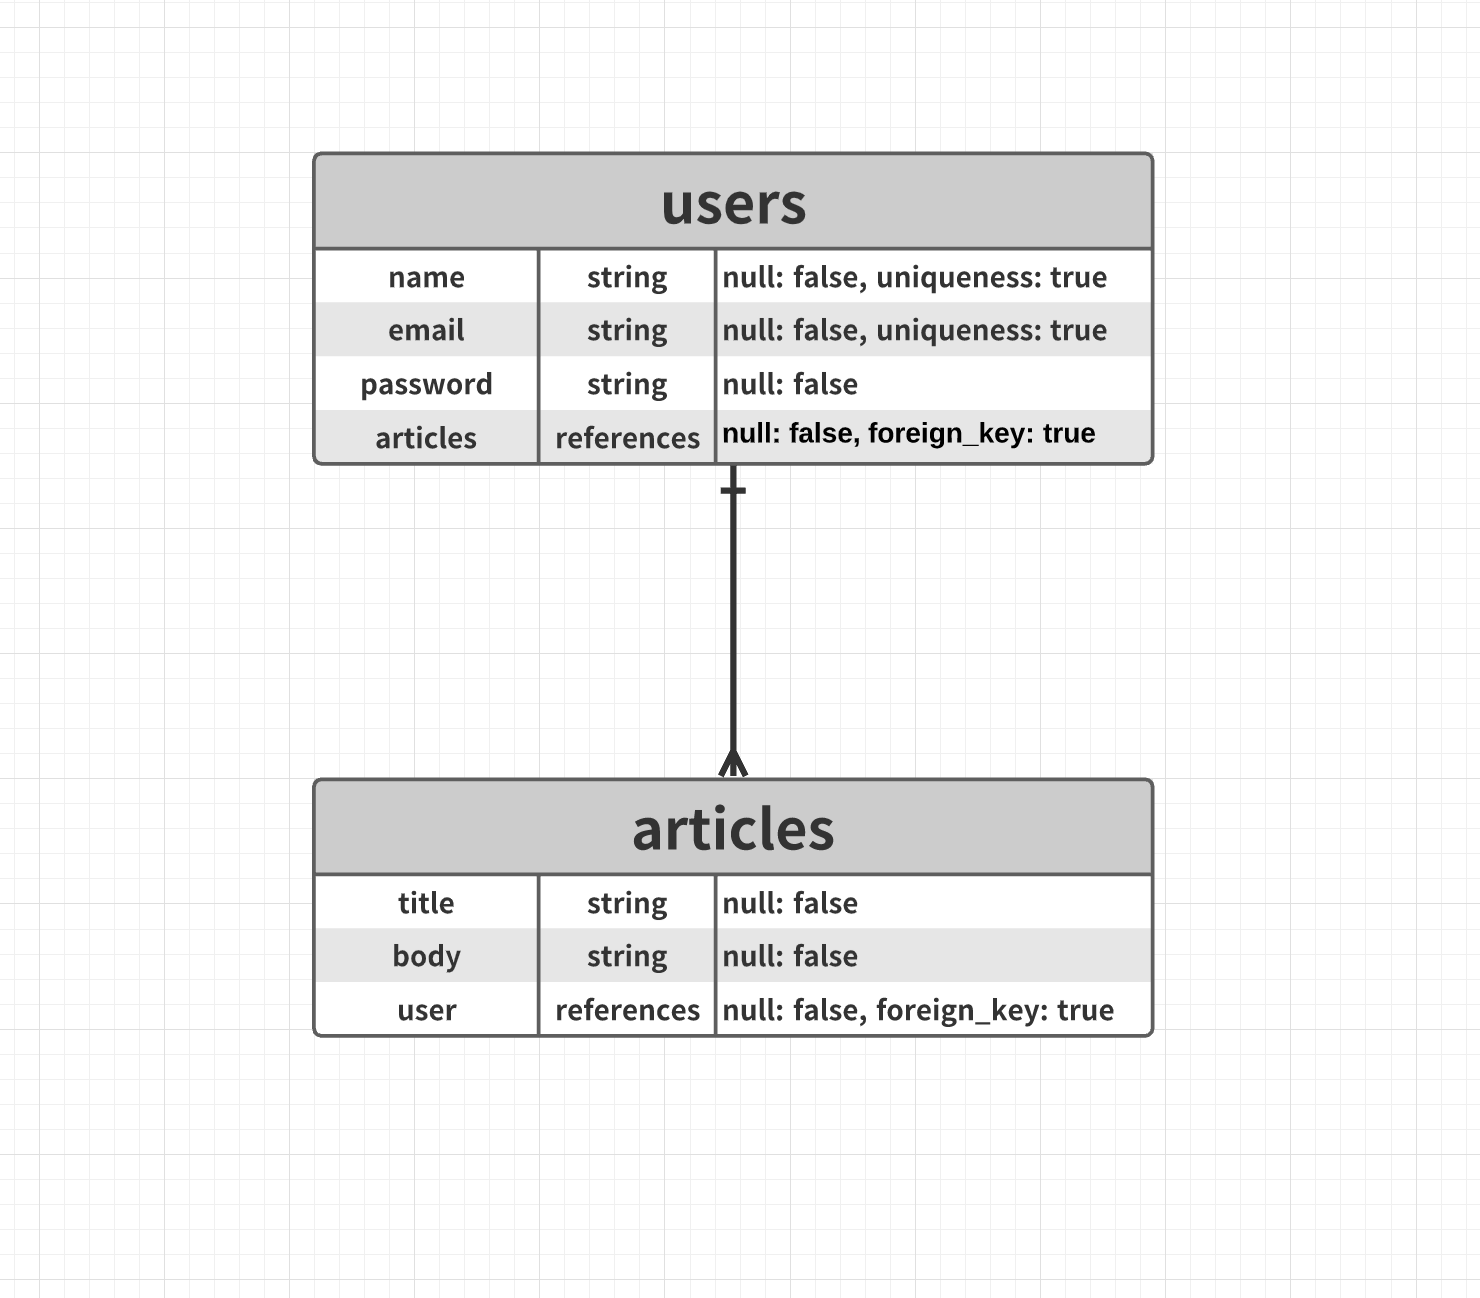 users
name string null: false, uniqueness: true
email string null: false, uniqueness: true
password string null: false
articles references null: false, foreign_key: true
articles
title string null: false
body string null: false
user references null: false, foreign_key: true